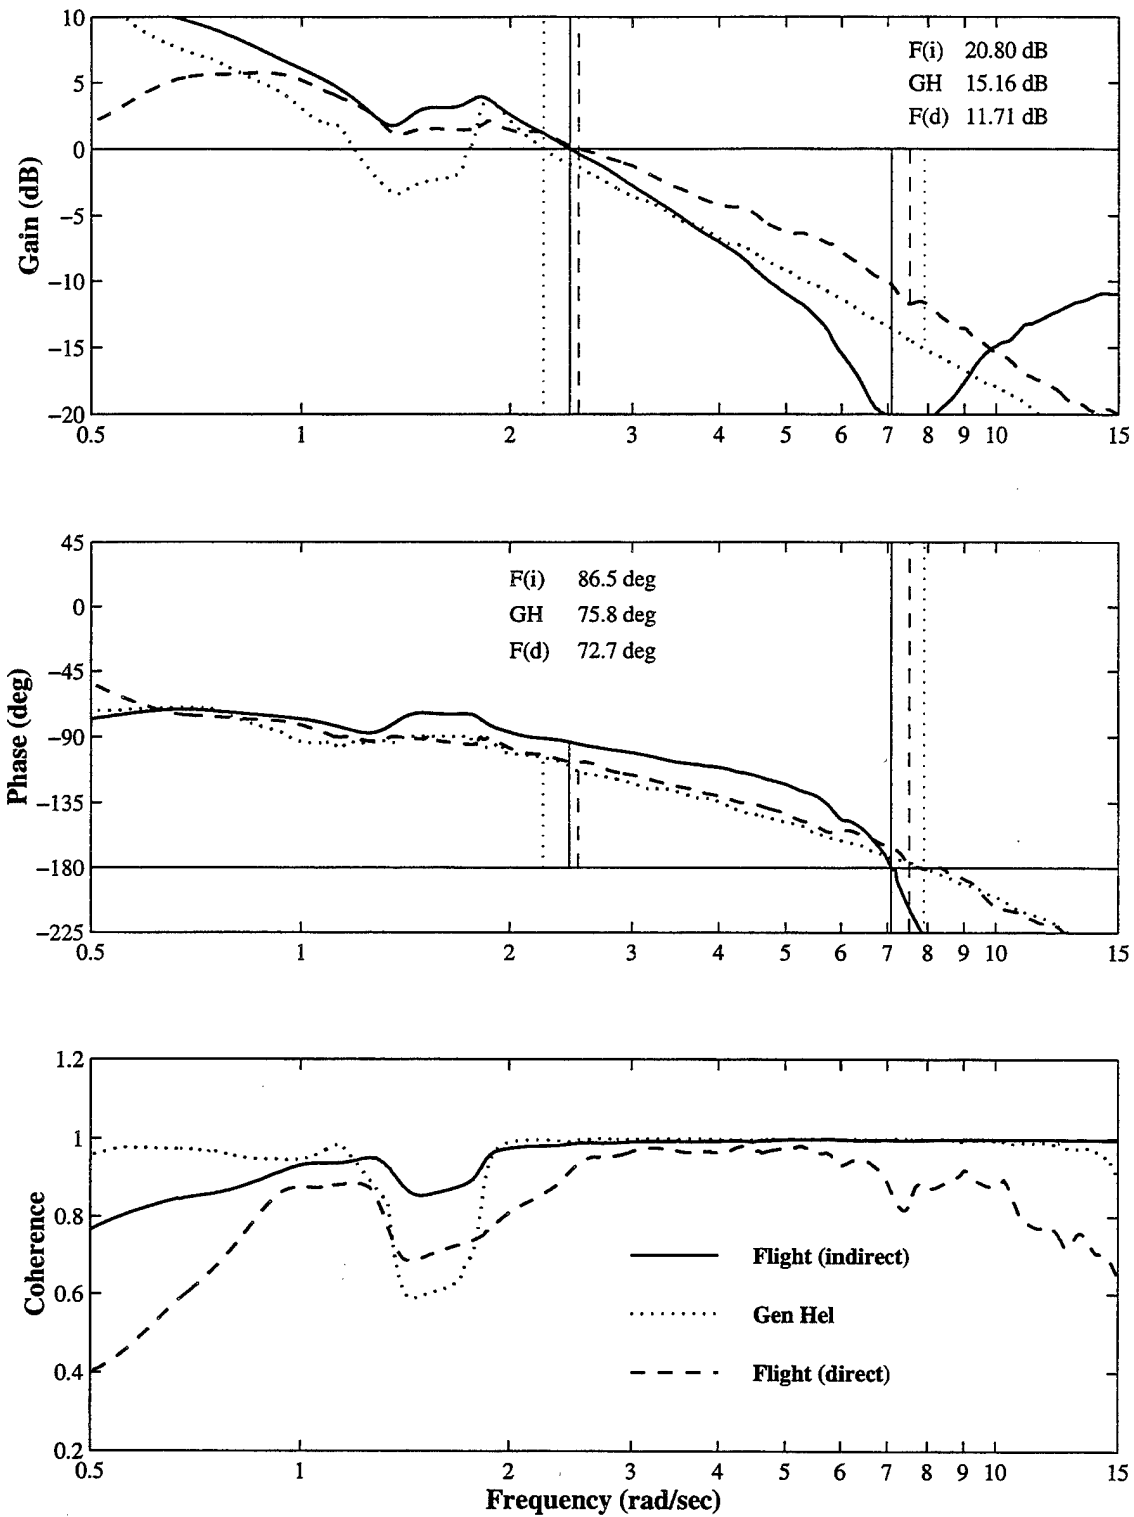 10
5
0
−5
−10
−15
−20
Gain (dB)
F(i) 20.80 dB
GH 15.16 dB
F(d) 11.71 dB
0.5 1 2 3 4 5 6 7 8 9 10 15
45
0
−45
−90
−135
−180
−225
Phase (deg)
F(i) 86.5 deg
GH 75.8 deg
F(d) 72.7 deg
0.5 1 2 3 4 5 6 7 8 9 10 15
1.2
1
0.8
0.6
0.4
0.2
Coherence
Flight (indirect)
Gen Hel
Flight (direct)
0.5 1 2 3 4 5 6 7 8 9 10 15
Frequency (rad/sec)